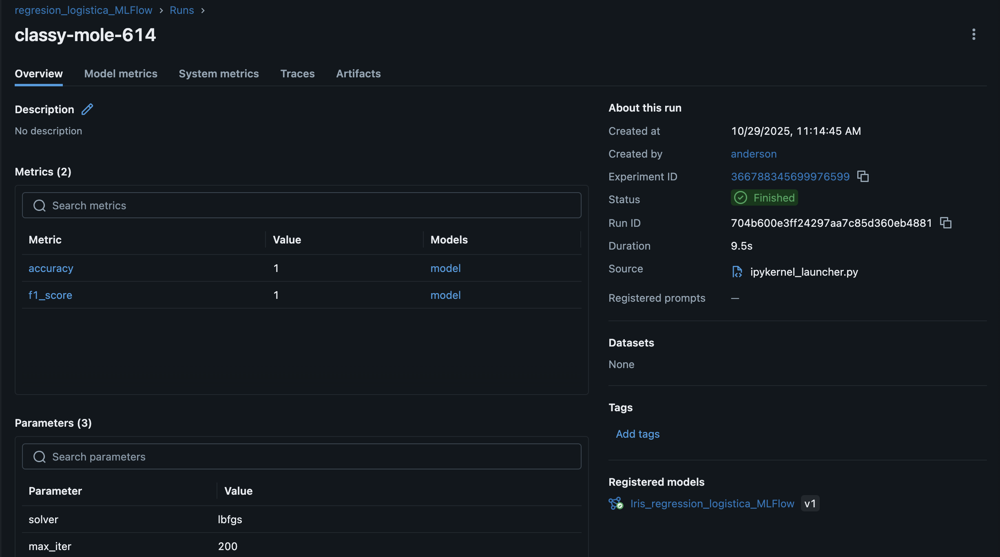 regresion_logistica_MLFlow > Runs >
classy-mole-614
Overview Model metrics System metrics Traces Artifacts
Description
No description
Metrics (2)
Search metrics
Metric Value Models
accuracy 1 model
f1_score 1 model
Parameters (3)
Search parameters
Parameter Value
solver lbfgs
max_iter 200
About this run
Created at 10/29/2025, 11:14:45 AM
Created by anderson
Experiment ID 366788345699976599
Status Finished
Run ID 704b600e3ff24297aa7c85d360eb4881
Duration 9.5s
Source ipykernel_launcher.py
Registered prompts —
Datasets
None
Tags
Add tags
Registered models
Iris_regression_logistica_MLFlow v1